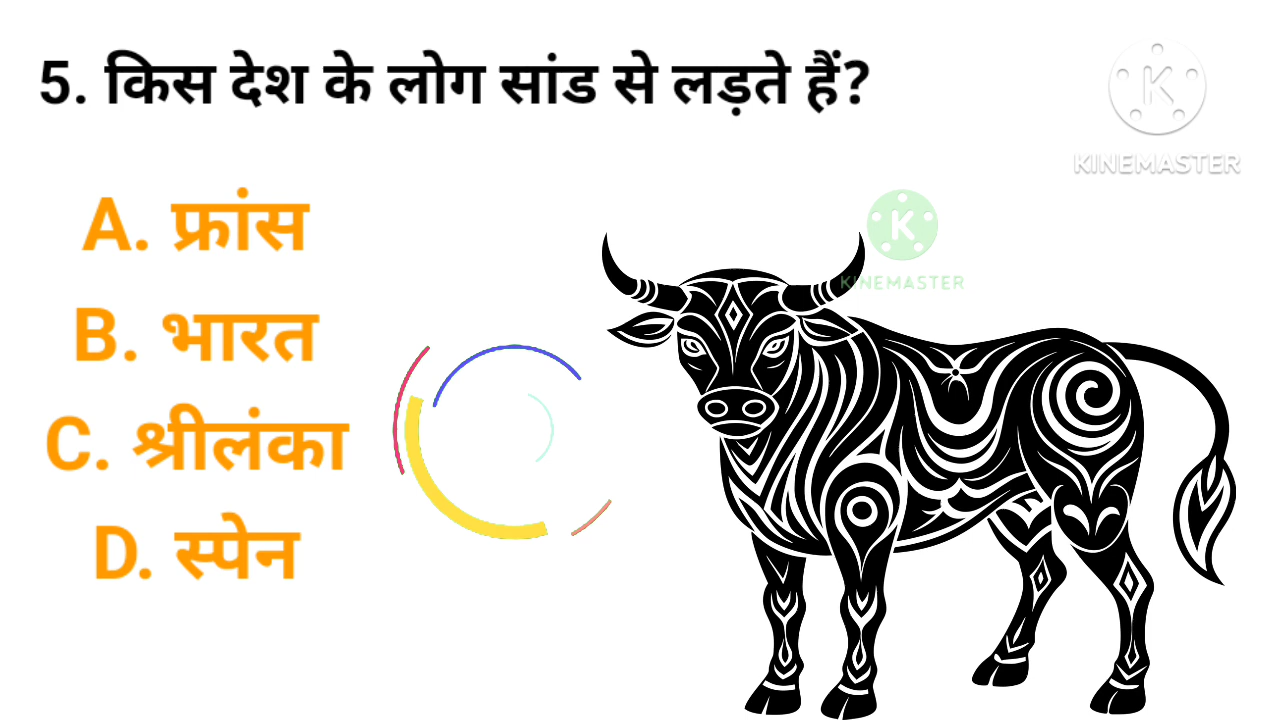 5. किस देश के लोग सांड से लड़ते हैं?
KINEMASTER
A. फ्रांस
KINEMASTER
B. भारत
C. श्रीलंका
D. स्पेन